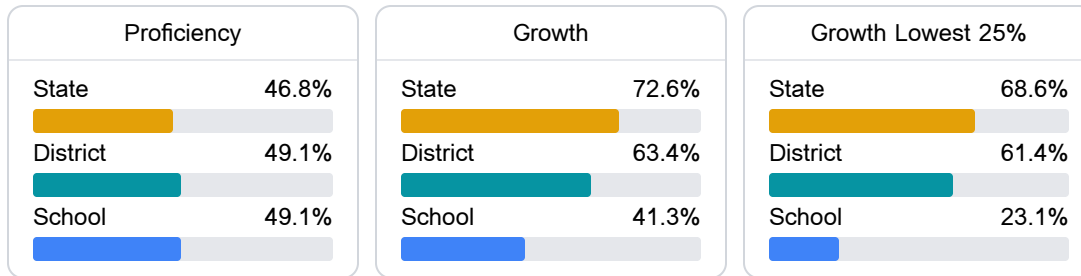 Proficiency
State 46.8%
District 49.1%
School 49.1%
Growth
State 72.6%
District 63.4%
School 41.3%
Growth Lowest 25%
State 68.6%
District 61.4%
School 23.1%